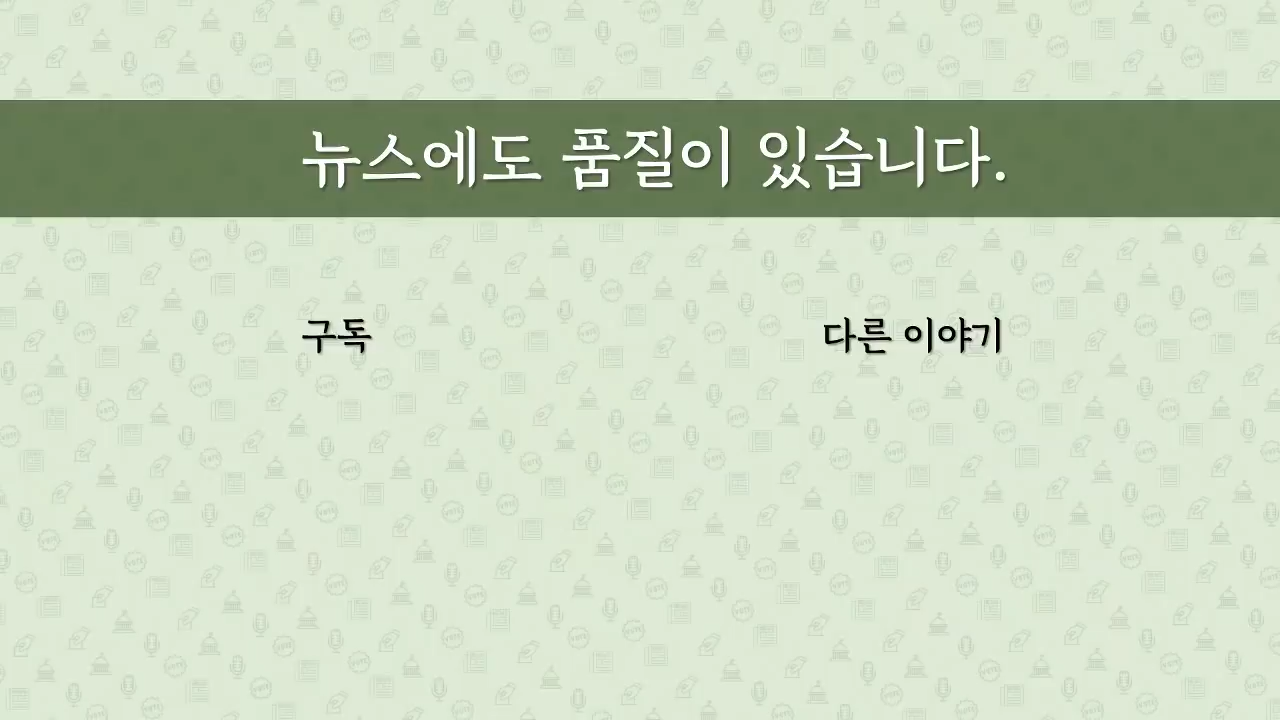 뉴스에도 품질이 있습니다.
구독
다른 이야기